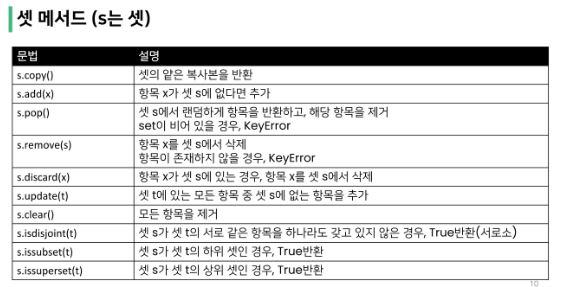 셋 메서드 (s는 셋)
문법 설명
s.copy() 셋의 얕은 복사본을 반환
s.add(x) 항목 x가 셋 s에 없다면 추가
s.pop() 셋 s에서 랜덤하게 항목을 반환하고, 해당 항목을 제거
set이 비어 있을 경우, KeyError
s.remove(s) 항목 x를 셋 s에서 삭제
항목이 존재하지 않을 경우, KeyError
s.discard(x) 항목 x가 셋 s에 있는 경우, 항목 x를 셋 s에서 삭제
s.update(t) 셋 t에 있는 모든 항목 중 셋 s에 없는 항목을 추가
s.clear() 모든 항목을 제거
s.isdisjoint(t) 셋 s가 셋 t의 서로 같은 항목을 하나라도 갖고 있지 않은 경우, True반환(서로소)
s.issubset(t) 셋 s가 셋 t의 하위 셋인 경우, True반환
s.issuperset(t) 셋 s가 셋 t의 상위 셋인 경우, True반환
10